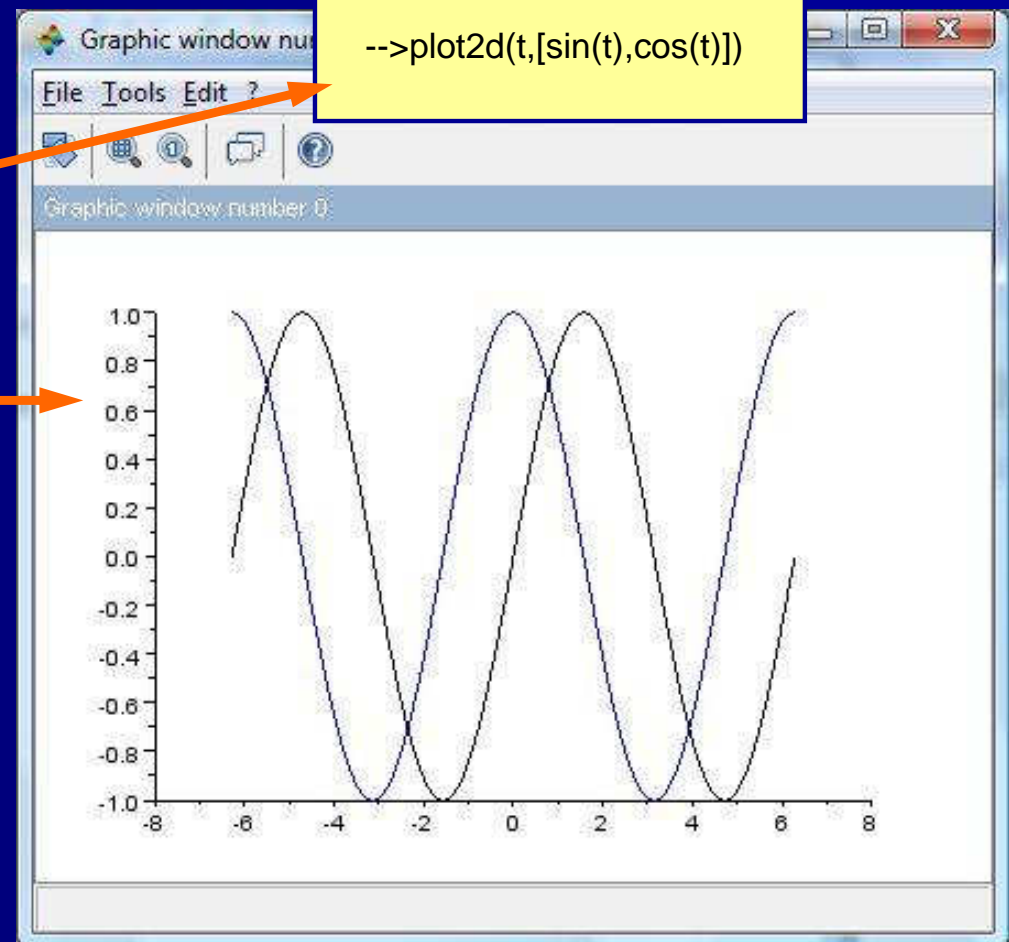 Graphic window nu
-->plot2d(t,[sin(t),cos(t)])
File Tools Edit ?
Graphic window number 0
1.0
0.8
0.6
0.4
0.2
0.0
-0.2
-0.4
-0.6
-0.8
-1.0
-8 -6 -4 -2 0 2 4 6 8